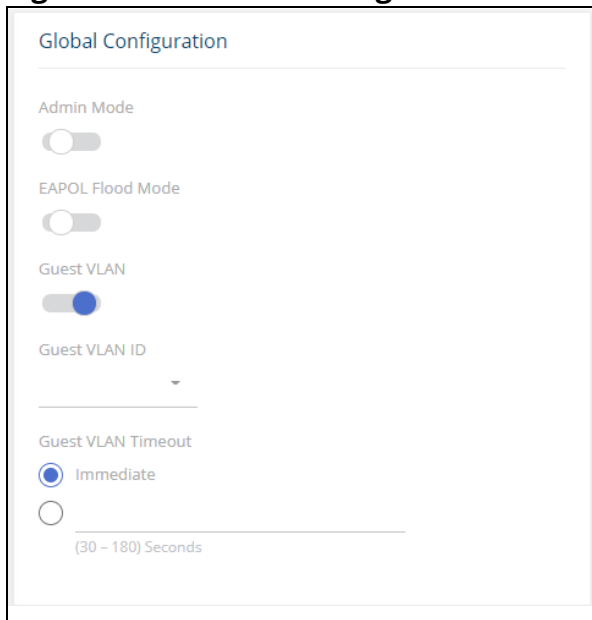 Global Configuration
Admin Mode
EAPOL Flood Mode
Guest VLAN
Guest VLAN ID
Guest VLAN Timeout
Immediate
(30 – 180) Seconds